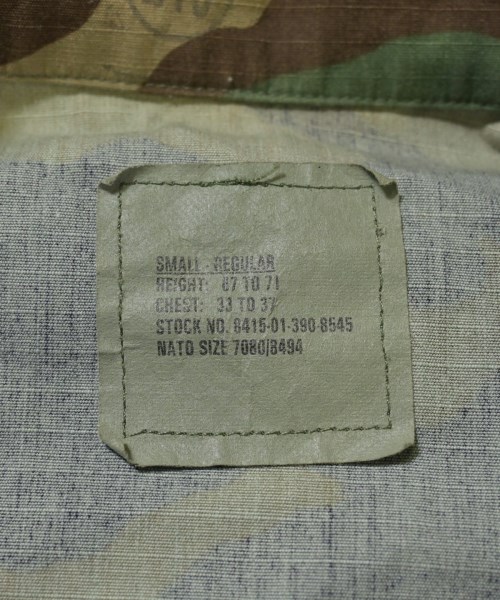 SMALL - REGULAR
HEIGHT: 67 TO 71
CHEST: 33 TO 37
STOCK NO. 8415-01-390-8545
NATO SIZE 7080/8494